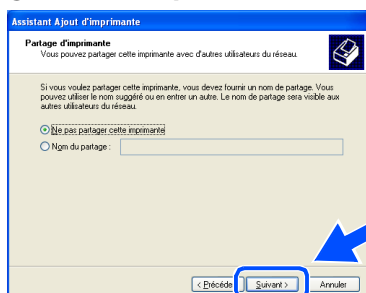 Assistant Ajout d'imprimante
Partage d'imprimante
Vous pouvez partager cette imprimante avec d'autres utilisateurs du réseau.
Si vous voulez partager cette imprimante, vous devez fournir un nom de partage. Vous
pouvez utiliser le nom suggéré ou en entrer un autre. Le nom de partage sera visible aux
autres utilisateurs du réseau.
Ne pas partager cette imprimante
Nom du partage :
< Précéde
Suivant >
Annuler